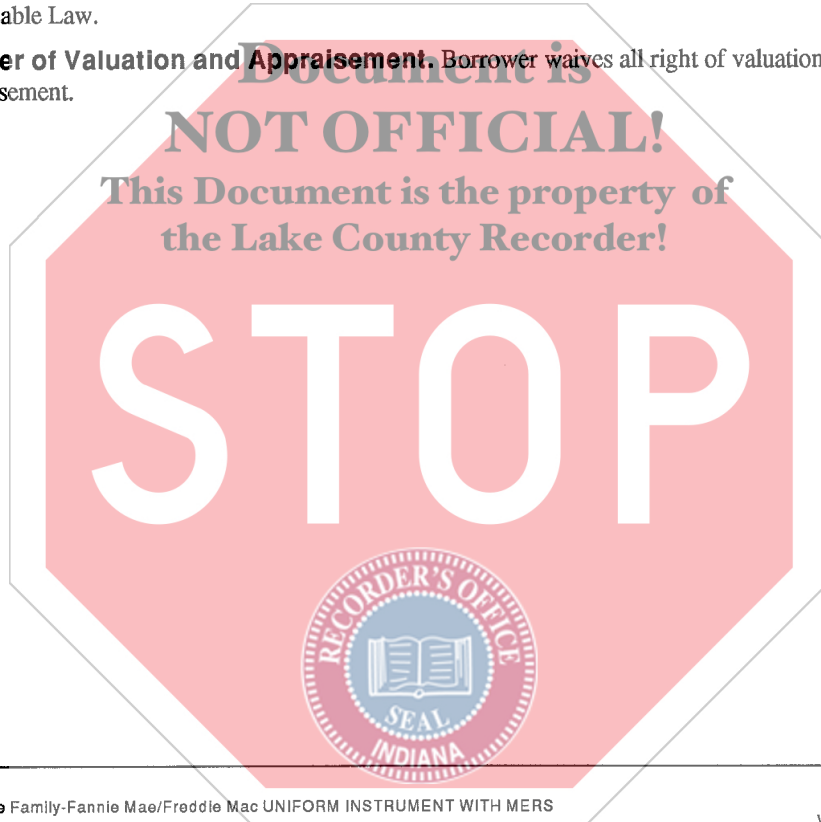 able Law.
er of Valuation and Appraisement. Borrower waives all right of valuation
sement.
Document is
NOT OFFICIAL!
This Document is the property of
the Lake County Recorder!
STOP
RECORDER'S OFFICE
SEAL
INDIANA
e Family-Fannie Mae/Freddie Mac UNIFORM INSTRUMENT WITH MERS